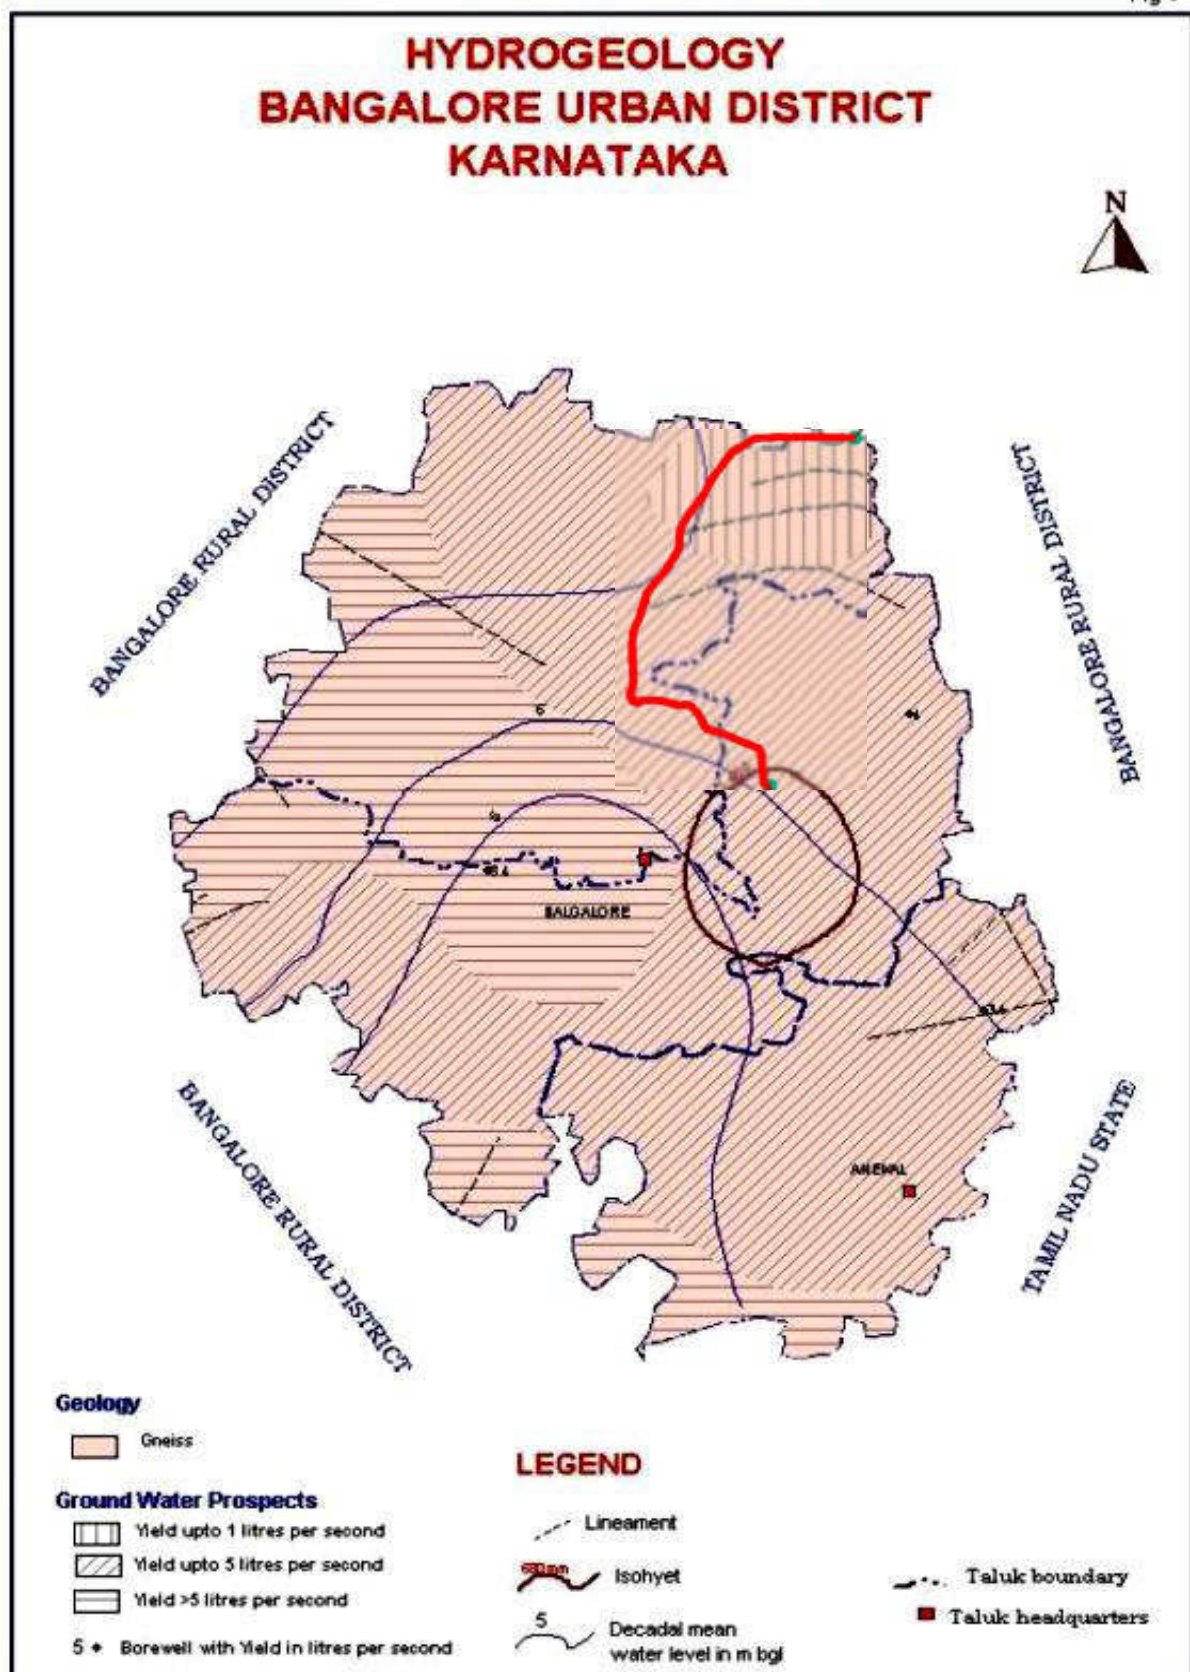 HYDROGEOLOGY
BANGALORE URBAN DISTRICT
KARNATAKA
N
BANGALORE RURAL DISTRICT
BANGALORE RURAL DISTRICT
BANGALORE RURAL DISTRICT
TAMIL NADU STATE
Geology
Gneiss
LEGEND
Ground Water Prospects
Yield upto 1 litres per second
Yield upto 5 litres per second
Yield >5 litres per second
5 Borewell with Yield in litres per second
Lineament
680mm Isohyet
5 Decadal mean
water level in m bgl
Taluk boundary
Taluk headquarters